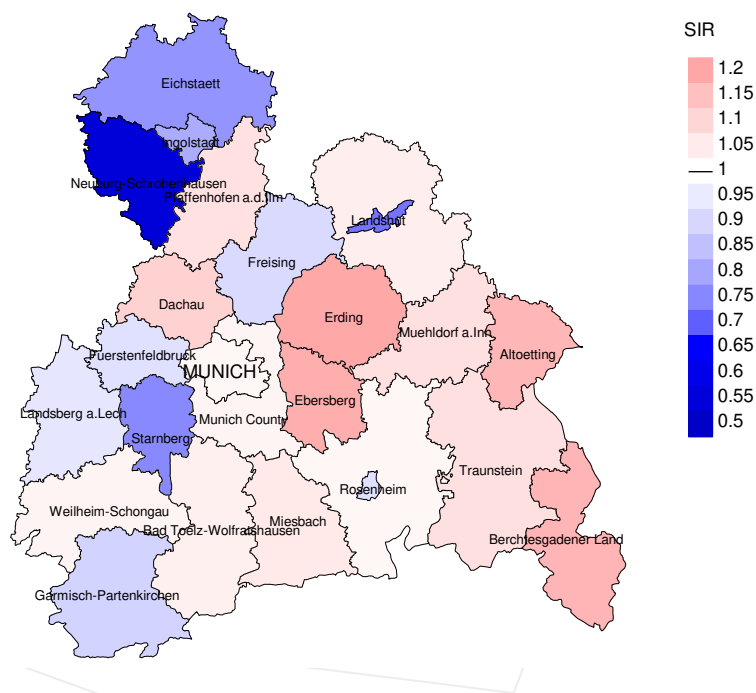 SIR
1.2
1.15
1.1
1.05
1
0.95
0.9
0.85
0.8
0.75
0.7
0.65
0.6
0.55
0.5
Eichstaett
Ingolstadt
Neuburg-Schrobenhausen
Pfaffenhofen a.d.Ilm
Landshut
Freising
Dachau
Erding
Muehldorf a.Inn
Altoetting
Fuerstenfeldbruck
MUNICH
Ebersberg
Landsberg a.Lech
Munich County
Starnberg
Traunstein
Rosenheim
Weilheim-Schongau
Miesbach
Bad Toelz-Wolfratshausen
Berchtesgadener Land
Garmisch-Partenkirchen